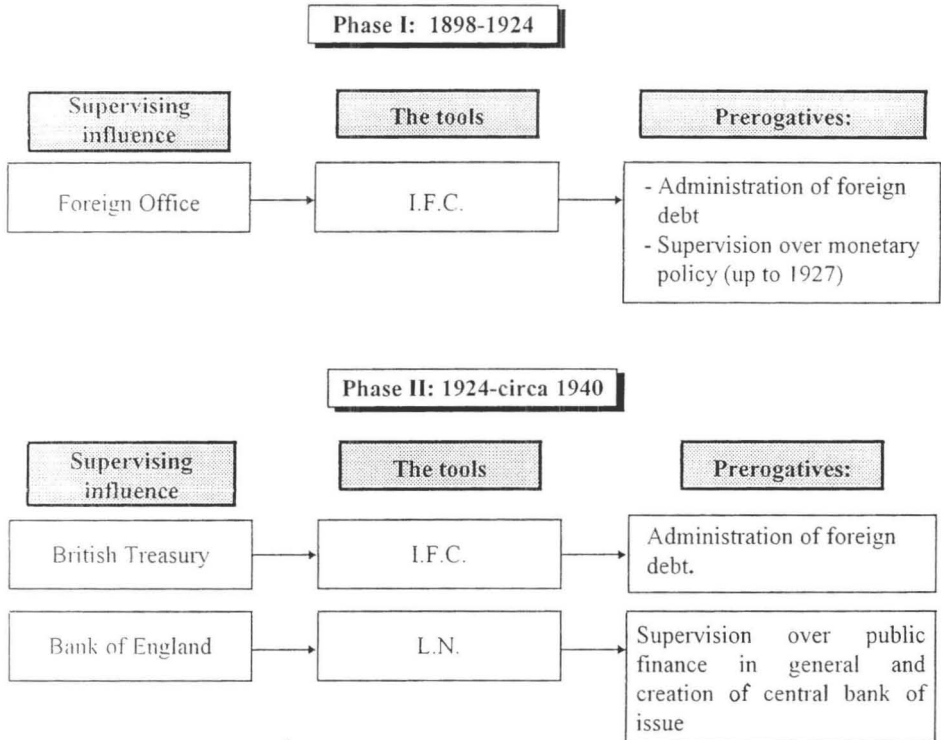 Phase I: 1898-1924
Supervising
influence
The tools
Prerogatives:
Foreign Office
I.F.C.
- Administration of foreign
debt
- Supervision over monetary
policy (up to 1927)
Phase II: 1924-circa 1940
Supervising
influence
The tools
Prerogatives:
British Treasury
I.F.C.
Administration of foreign
debt.
Bank of England
L.N.
Supervision over public
finance in general and
creation of central bank of
issue